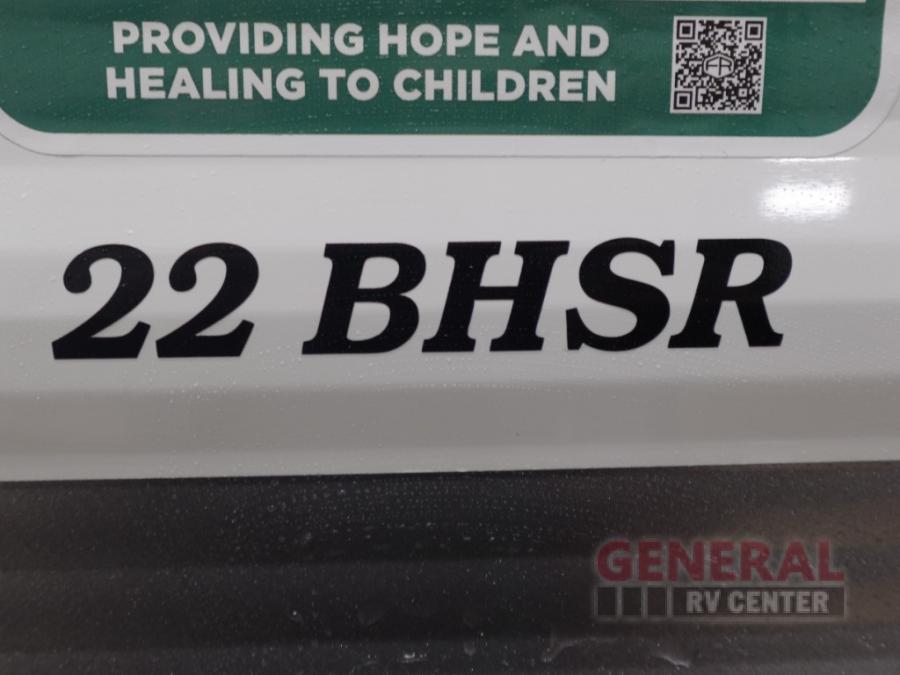 PROVIDING HOPE AND
HEALING TO CHILDREN
22 BHSR
GENERAL
RV CENTER